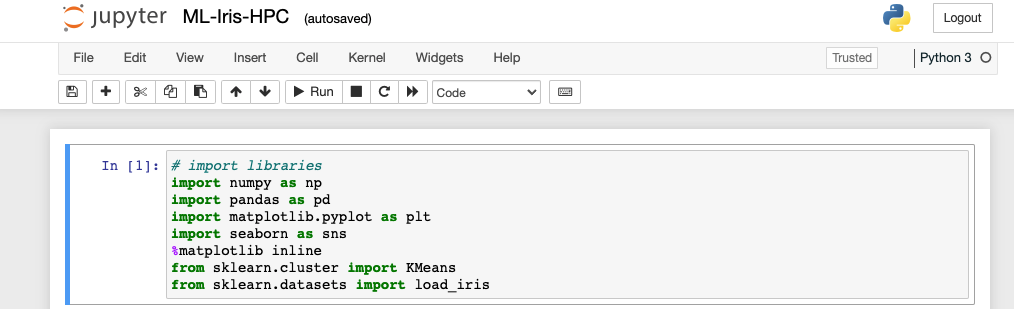 jupyter ML-Iris-HPC (autosaved)
Logout
File Edit View Insert Cell Kernel Widgets Help
Trusted
Python 3
Run
Code
In [1]:
# import libraries
import numpy as np
import pandas as pd
import matplotlib.pyplot as plt
import seaborn as sns
%matplotlib inline
from sklearn.cluster import KMeans
from sklearn.datasets import load_iris